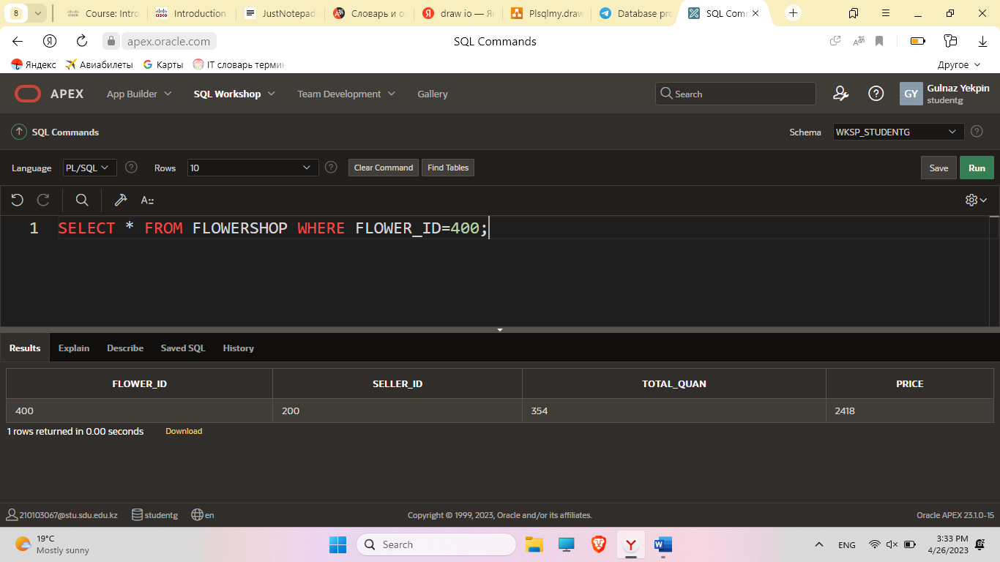 8
Course: Intro
Introduction
JustNotepad
Словарь и о
draw io — Ян
Plsqlmy.draw
Database pro
SQL Comm
apex.oracle.com
SQL Commands
Яндекс
Авиабилеты
Карты
IT словарь термин
Другое
APEX
App Builder
SQL Workshop
Team Development
Gallery
Search
GY
Gulnaz Yekpin
studentg
SQL Commands
Schema
WKSP_STUDENTG
Language
PL/SQL
Rows
10
Clear Command
Find Tables
Save
Run
A::
1 SELECT * FROM FLOWERSHOP WHERE FLOWER_ID=400;
Results
Explain
Describe
Saved SQL
History
FLOWER_ID SELLER_ID TOTAL_QUAN PRICE
400 200 354 2418
1 rows returned in 0.00 seconds
Download
210103067@stu.sdu.edu.kz
studentg
en
Copyright © 1999, 2023, Oracle and/or its affiliates.
Oracle APEX 23.1.0-15
19°C
Mostly sunny
Search
ENG
3:33 PM
4/26/2023